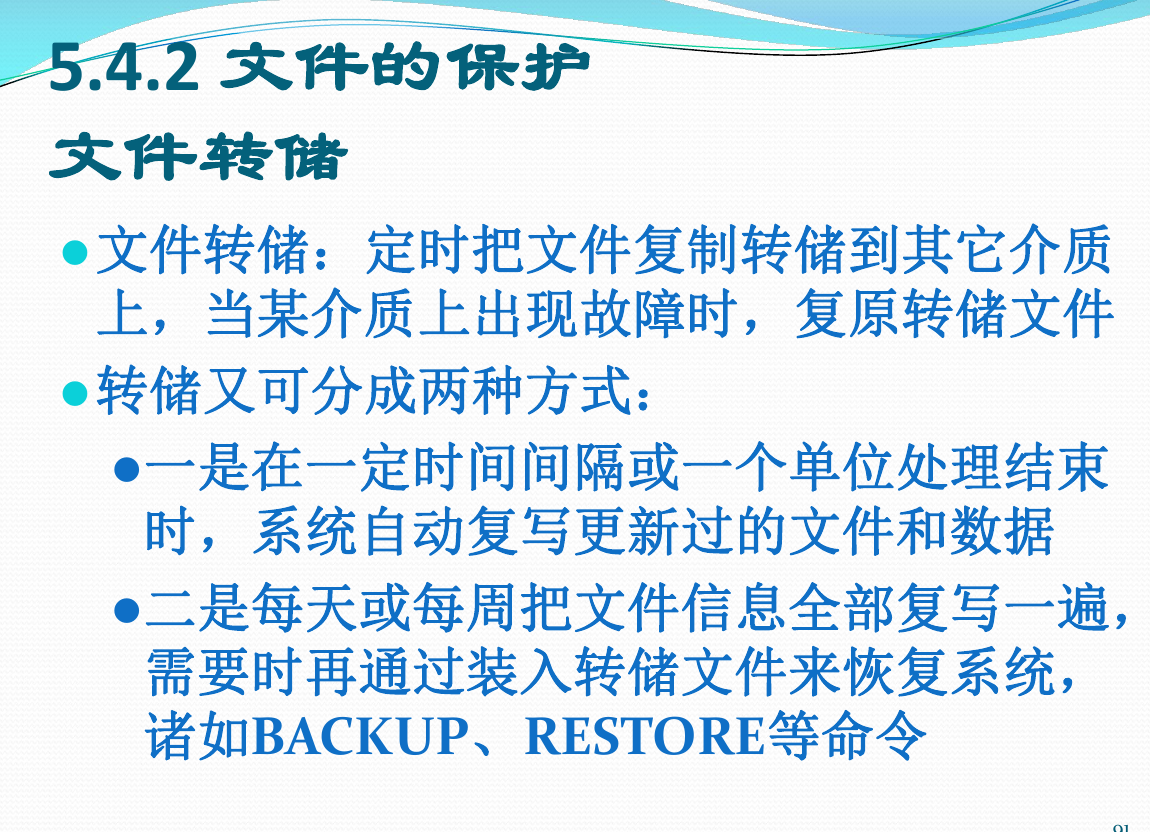 5.4.2 文件的保护
文件转储
●文件转储：定时把文件复制转储到其它介质
上，当某介质上出现故障时，复原转储文件
●转储又可分成两种方式：
●一是在一定时间间隔或一个单位处理结束
时，系统自动复写更新过的文件和数据
●二是每天或每周把文件信息全部复写一遍，
需要时再通过装入转储文件来恢复系统，
诸如BACKUP、RESTORE等命令